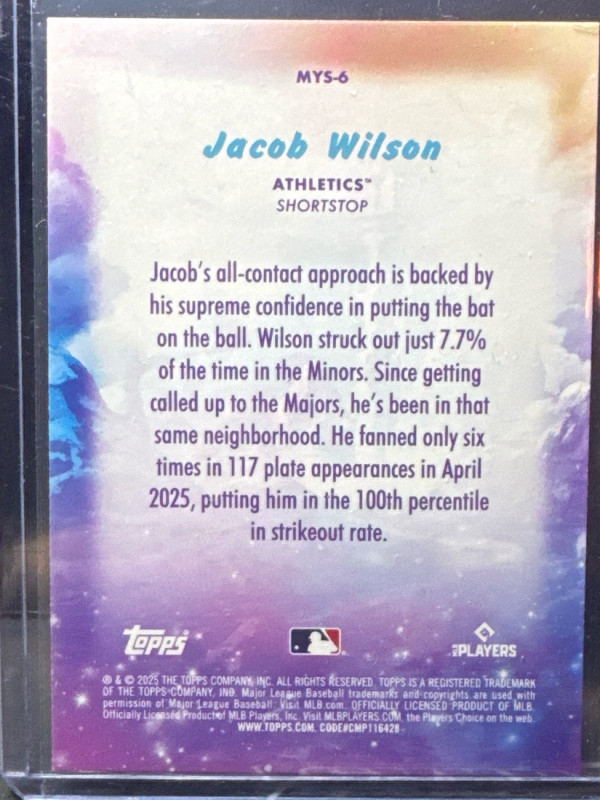 MYS-6
Jacob Wilson
ATHLETICS™
SHORTSTOP
Jacob's all-contact approach is backed by
his supreme confidence in putting the bat
on the ball. Wilson struck out just 7.7%
of the time in the Minors. Since getting
called up to the Majors, he's been in that
same neighborhood. He fanned only six
times in 117 plate appearances in April
2025, putting him in the 100th percentile
in strikeout rate.
Topps
MLB PLAYERS
® & © 2025 THE TOPPS COMPANY, INC. ALL RIGHTS RESERVED. TOPPS IS A REGISTERED TRADEMARK
OF THE TOPPS COMPANY, INC. Major League Baseball trademarks and copyrights are used with
permission of Major League Baseball. Visit MLB.com. OFFICIALLY LICENSED PRODUCT OF MLB
Officially Licensed Product of MLB Players, Inc. Visit MLBPLAYERS.COM, the Players Choice on the web.
WWW.TOPPS.COM. CODE#CMP116428